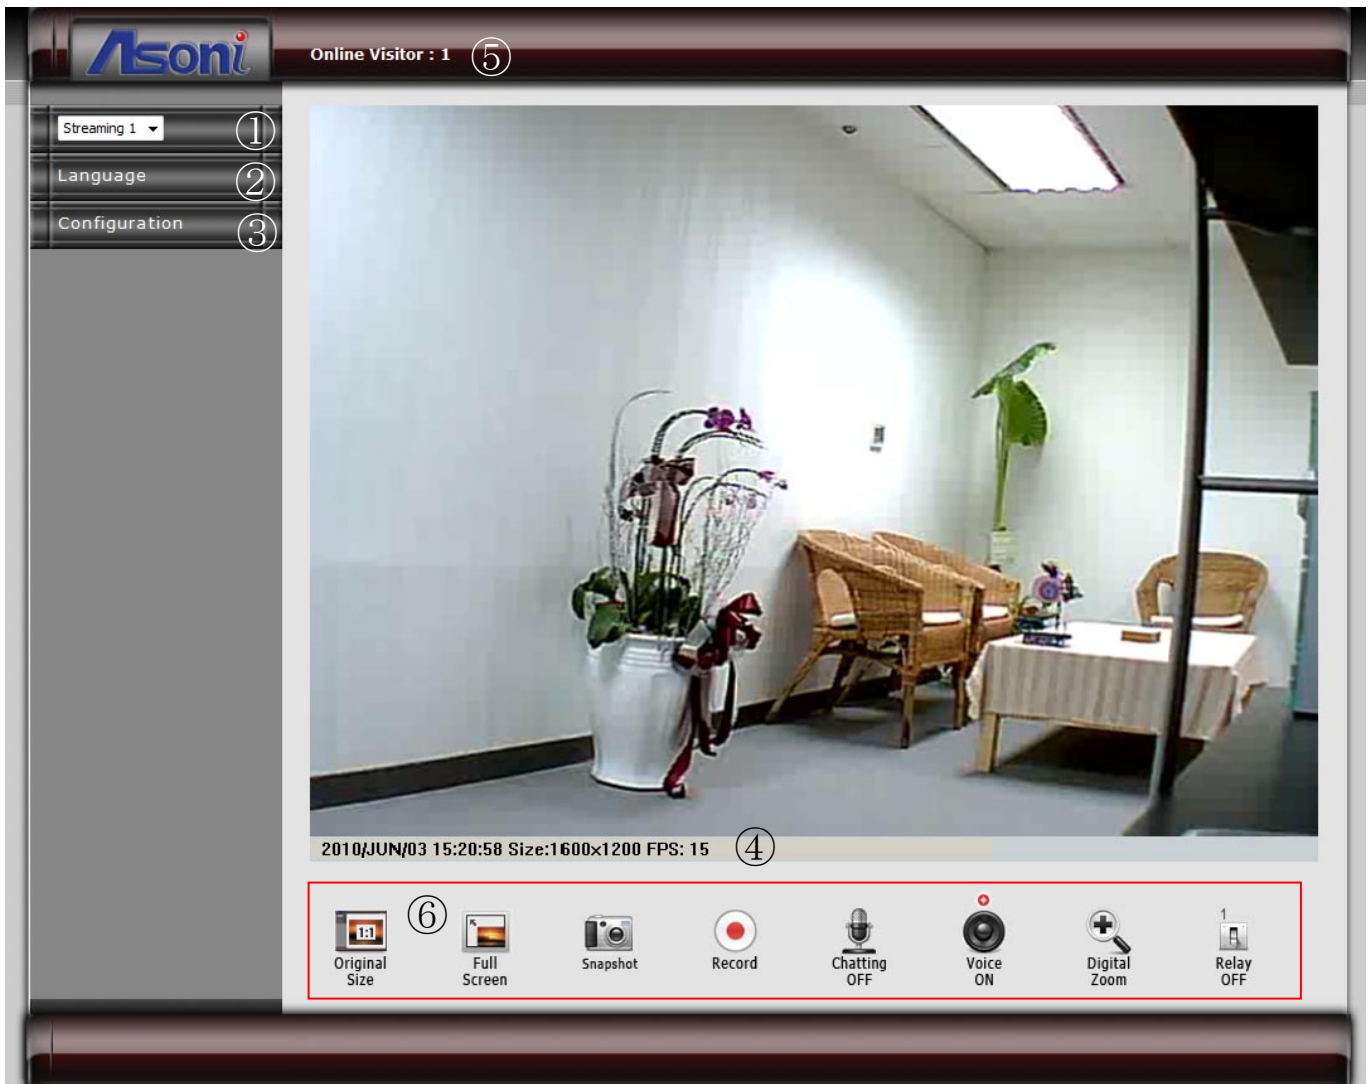 Asoni
Online Visitor : 1 ⑤
Streaming 1 ①
Language ②
Configuration ③
2010/JUN/03 15:20:58 Size:1600x1200 FPS: 15 ④
⑥
1:1
Original
Size
Full
Screen
Snapshot
Record
Chatting
OFF
Voice
ON
Digital
Zoom
1
Relay
OFF